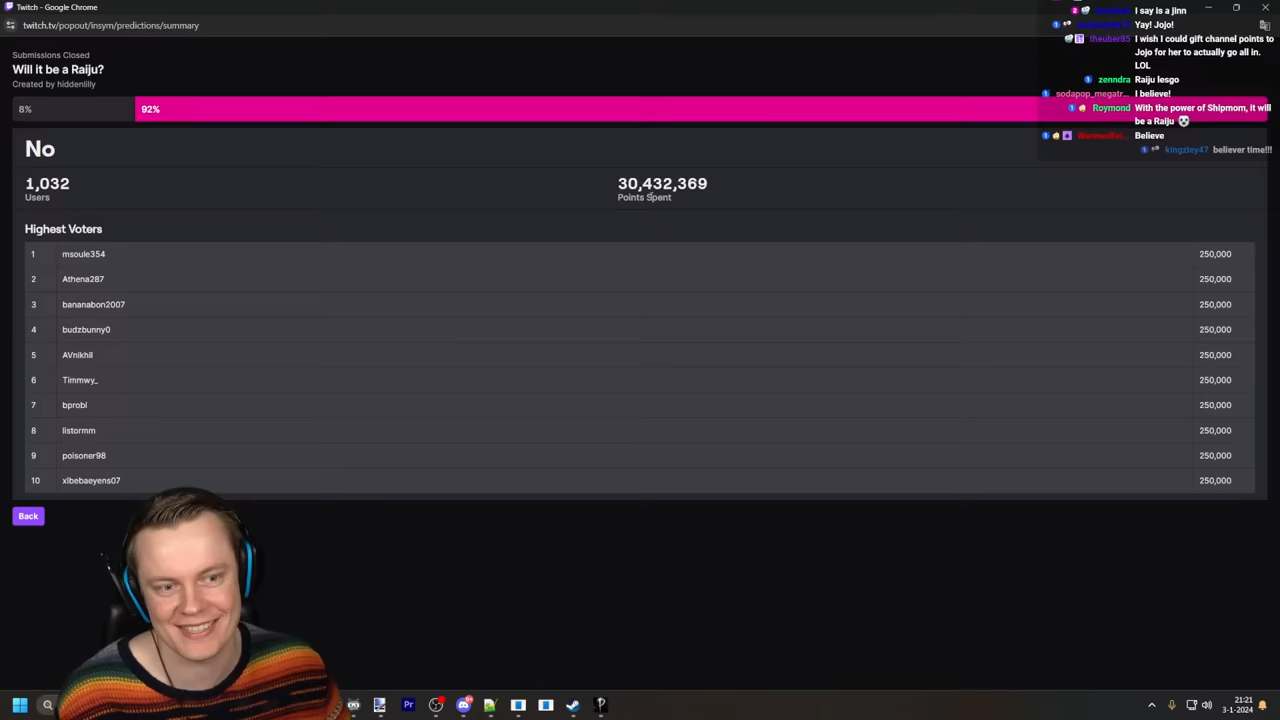 Twitch - Google Chrome
twitch.tv/popout/insym/predictions/summary
Submissions Closed
Will it be a Raiju?
Created by hiddenlilly
8%
92%
No
1,032
Users
30,432,369
Points Spent
Highest Voters
1 msoule354 250,000
2 Athena287 250,000
3 bananabon2007 250,000
4 budzbunny0 250,000
5 AVnikhil 250,000
6 Timmwy_ 250,000
7 bprobi 250,000
8 listormm 250,000
9 poisoner98 250,000
10 xibebaeyens07 250,000
Back
I say is a jinn
Yay! Jojo!
theuber85 I wish I could gift channel points to
Jojo for her to actually go all in.
LOL
zenndra Raiju lesgo
sodapop_megatr... I believe!
Roymond With the power of Shipmom, it will
be a Raiju
Believe
kingzley47 believer time!!!
21:21
3-1-2024